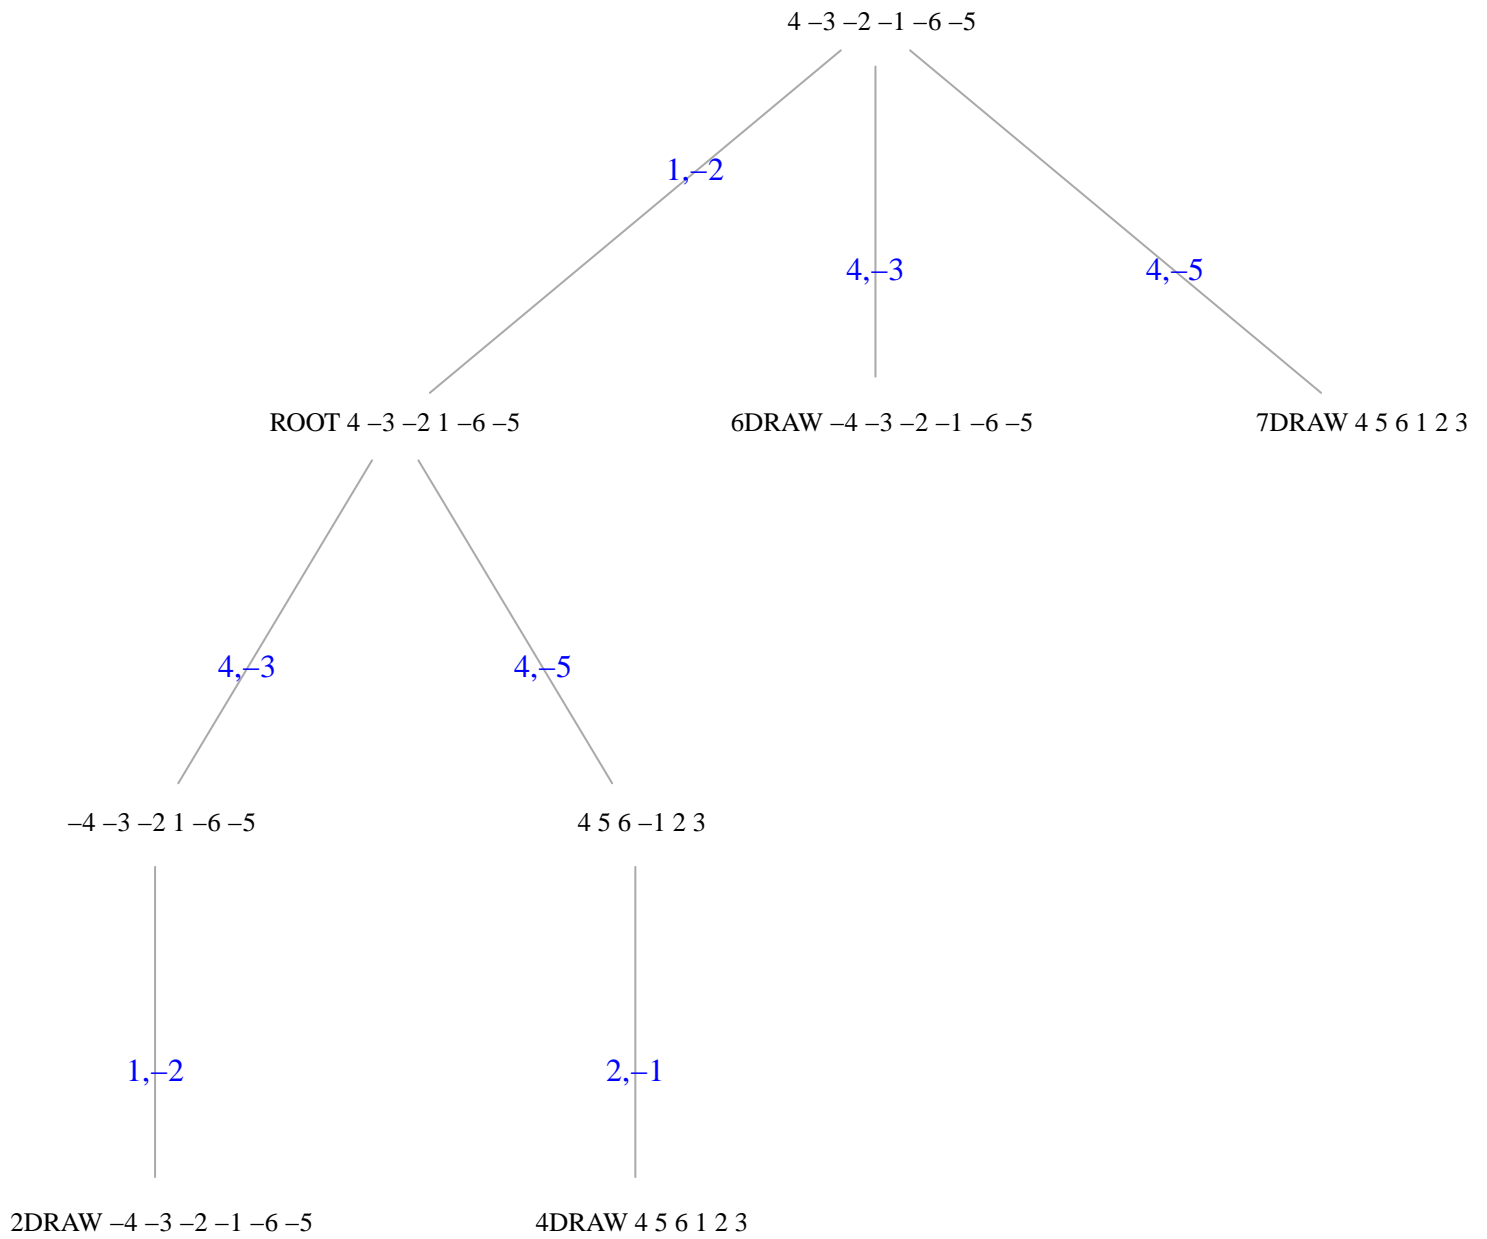 4 –3 –2 –1 –6 –5
1,–2
4,–3
4,–5
ROOT 4 –3 –2 1 –6 –5
6DRAW –4 –3 –2 –1 –6 –5
7DRAW 4 5 6 1 2 3
4,–3
4,–5
–4 –3 –2 1 –6 –5
4 5 6 –1 2 3
1,–2
2,–1
2DRAW –4 –3 –2 –1 –6 –5
4DRAW 4 5 6 1 2 3